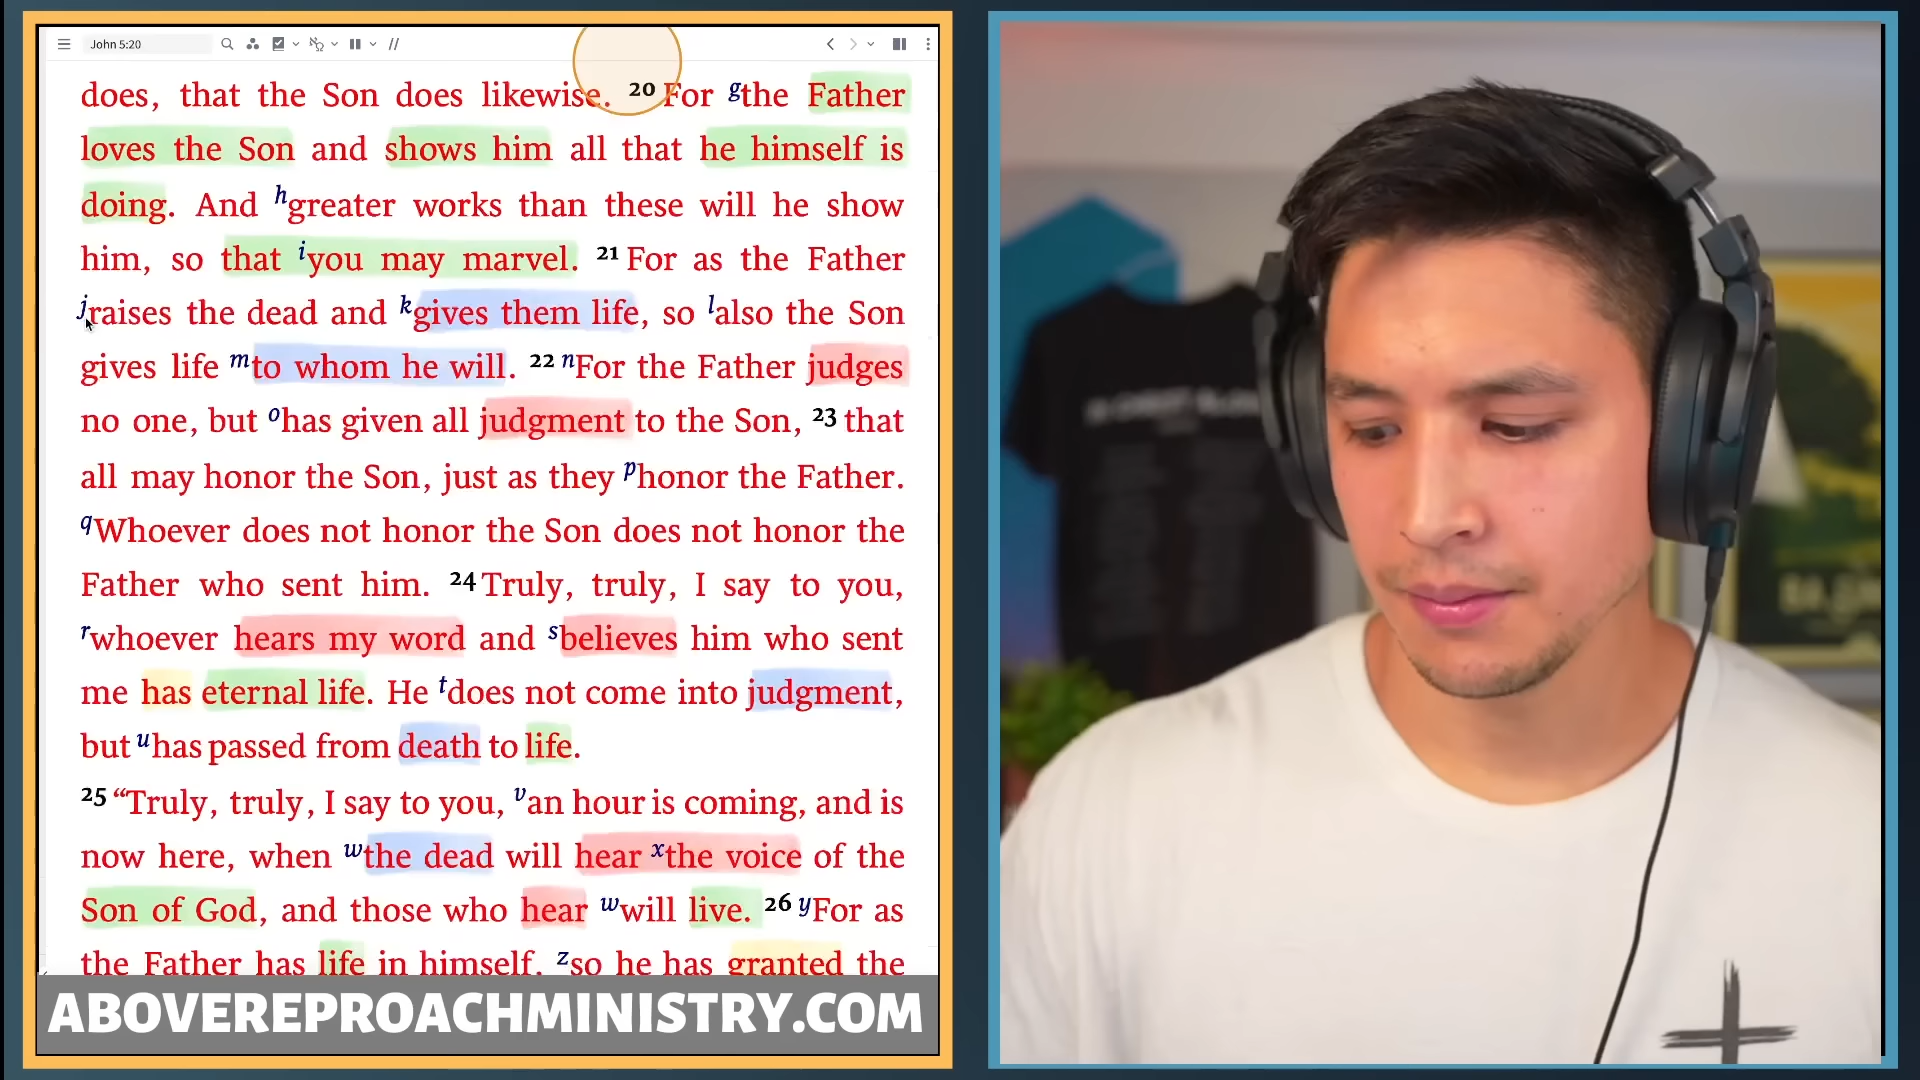 John 5:20
does, that the Son does likewise. 20 For gthe Father
loves the Son and shows him all that he himself is
doing. And hgreater works than these will he show
him, so that iyou may marvel. 21 For as the Father
jraises the dead and kgives them life, so lalso the Son
gives life mto whom he will. 22 nFor the Father judges
no one, but ohas given all judgment to the Son, 23 that
all may honor the Son, just as they phonor the Father.
qWhoever does not honor the Son does not honor the
Father who sent him. 24 Truly, truly, I say to you,
rwhoever hears my word and sbelieves him who sent
me has eternal life. He tdoes not come into judgment,
but uhas passed from death to life.
25 “Truly, truly, I say to you, van hour is coming, and is
now here, when wthe dead will hear xthe voice of the
Son of God, and those who hear wwill live. 26 yFor as
the Father has life in himself, zso he has granted the
ABOVEREPROACHMINISTRY.COM